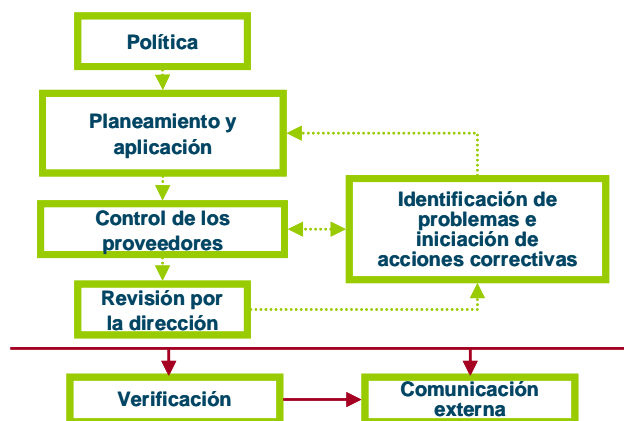 Política
Planeamiento y
aplicación
Control de los
proveedores
Identificación de
problemas e
iniciación de
acciones correctivas
Revisión por
la dirección
Verificación
Comunicación
externa